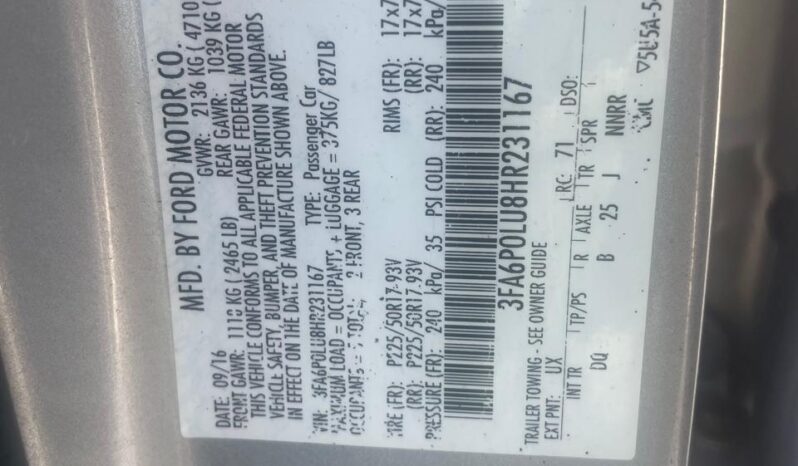 MFD. BY FORD MOTOR CO.
DATE: 09/16 GVWR: 2136 KG ( 4710
FRONT GAWR: 1118 KG ( 2465 LB) REAR GAWR: 1039 KG (
THIS VEHICLE CONFORMS TO ALL APPLICABLE FEDERAL MOTOR
VEHICLE SAFETY, BUMPER, AND THEFT PREVENTION STANDARDS
IN EFFECT ON THE DATE OF MANUFACTURE SHOWN ABOVE.
VIN: 3FA6P0LU8HR231167 TYPE: Passenger Car
MAXIMUM LOAD = OCCUPANTS + LUGGAGE = 375KG/ 827LB
OCCUPANTS = 5 TOTAL, 2 FRONT, 3 REAR
TIRE (FR): P225/50R17-93V RIMS (FR): 17x7
(RR): P225/50R17-93V (RR): 17x7
PRESSURE (FR): 240 kPa/ 35 PSI COLD (RR): 240 kPa/
3FA6P0LU8HR231167
TRAILER TOWING - SEE OWNER GUIDE
EXT PNT: UX RC: 71 DSO:
INT TR TP/PS R AXLE TR SPR
DQ B 25 J NNRR